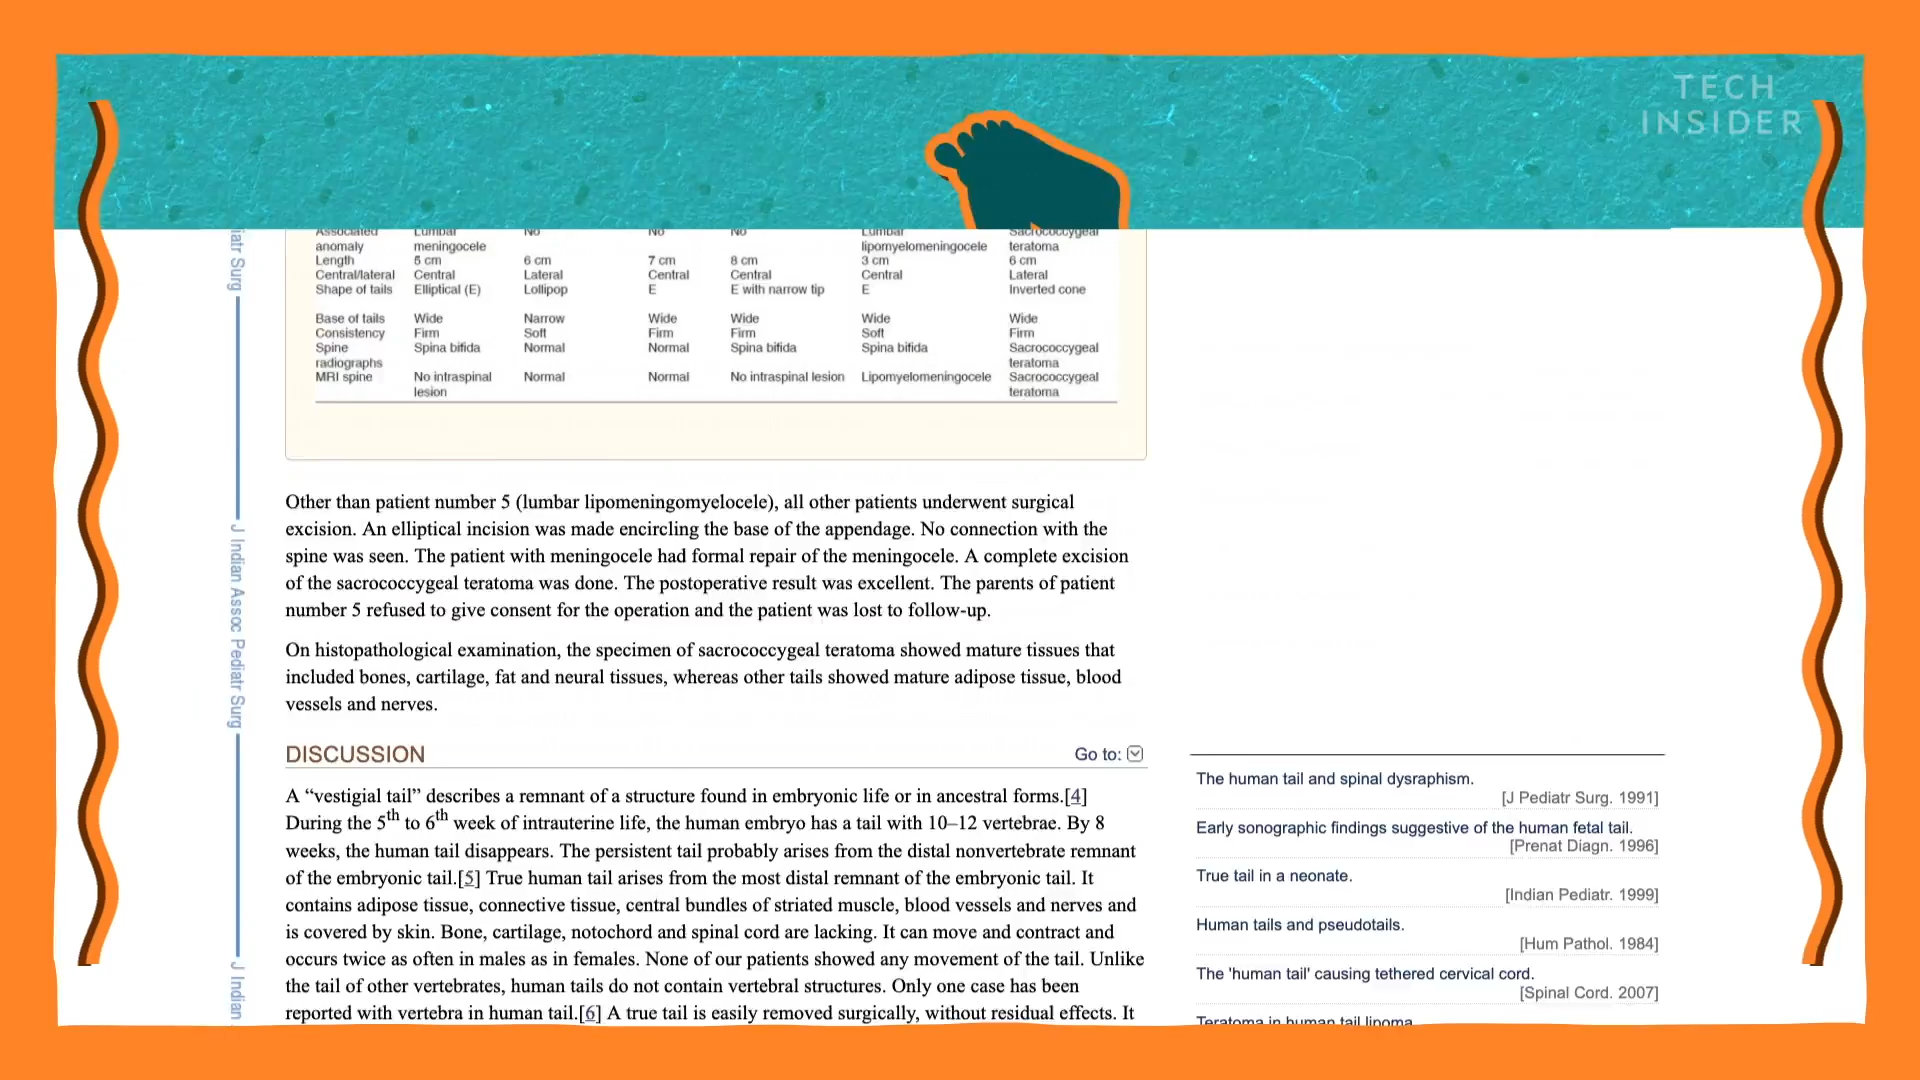 TECH
INSIDER
Associated Lumbar No No No Lumbar Sacrococcygeal
anomaly meningocele lipomyelomeningocele teratoma
Length 5 cm 6 cm 7 cm 8 cm 3 cm 6 cm
Central/lateral Central Lateral Central Central Central Lateral
Shape of tails Elliptical (E) Lollipop E E with narrow tip E Inverted cone
Base of tails Wide Narrow Wide Wide Wide Wide
Consistency Firm Soft Firm Firm Soft Firm
Spine Spina bifida Normal Normal Spina bifida Spina bifida Sacrococcygeal
radiographs teratoma
MRI spine No intraspinal Normal Normal No intraspinal lesion Lipomyelomeningocele Sacrococcygeal
lesion teratoma
iatr Surg
J Indian Assoc Pediatr Surg
J Indian
Other than patient number 5 (lumbar lipomeningomyelocele), all other patients underwent surgical
excision. An elliptical incision was made encircling the base of the appendage. No connection with the
spine was seen. The patient with meningocele had formal repair of the meningocele. A complete excision
of the sacrococcygeal teratoma was done. The postoperative result was excellent. The parents of patient
number 5 refused to give consent for the operation and the patient was lost to follow-up.
On histopathological examination, the specimen of sacrococcygeal teratoma showed mature tissues that
included bones, cartilage, fat and neural tissues, whereas other tails showed mature adipose tissue, blood
vessels and nerves.
DISCUSSION Go to:
A “vestigial tail” describes a remnant of a structure found in embryonic life or in ancestral forms.[4]
During the 5th to 6th week of intrauterine life, the human embryo has a tail with 10–12 vertebrae. By 8
weeks, the human tail disappears. The persistent tail probably arises from the distal nonvertebrate remnant
of the embryonic tail.[5] True human tail arises from the most distal remnant of the embryonic tail. It
contains adipose tissue, connective tissue, central bundles of striated muscle, blood vessels and nerves and
is covered by skin. Bone, cartilage, notochord and spinal cord are lacking. It can move and contract and
occurs twice as often in males as in females. None of our patients showed any movement of the tail. Unlike
the tail of other vertebrates, human tails do not contain vertebral structures. Only one case has been
reported with vertebra in human tail.[6] A true tail is easily removed surgically, without residual effects. It
The human tail and spinal dysraphism.
[J Pediatr Surg. 1991]
Early sonographic findings suggestive of the human fetal tail.
[Prenat Diagn. 1996]
True tail in a neonate.
[Indian Pediatr. 1999]
Human tails and pseudotails.
[Hum Pathol. 1984]
The 'human tail' causing tethered cervical cord.
[Spinal Cord. 2007]
Teratoma in human tail lipoma.